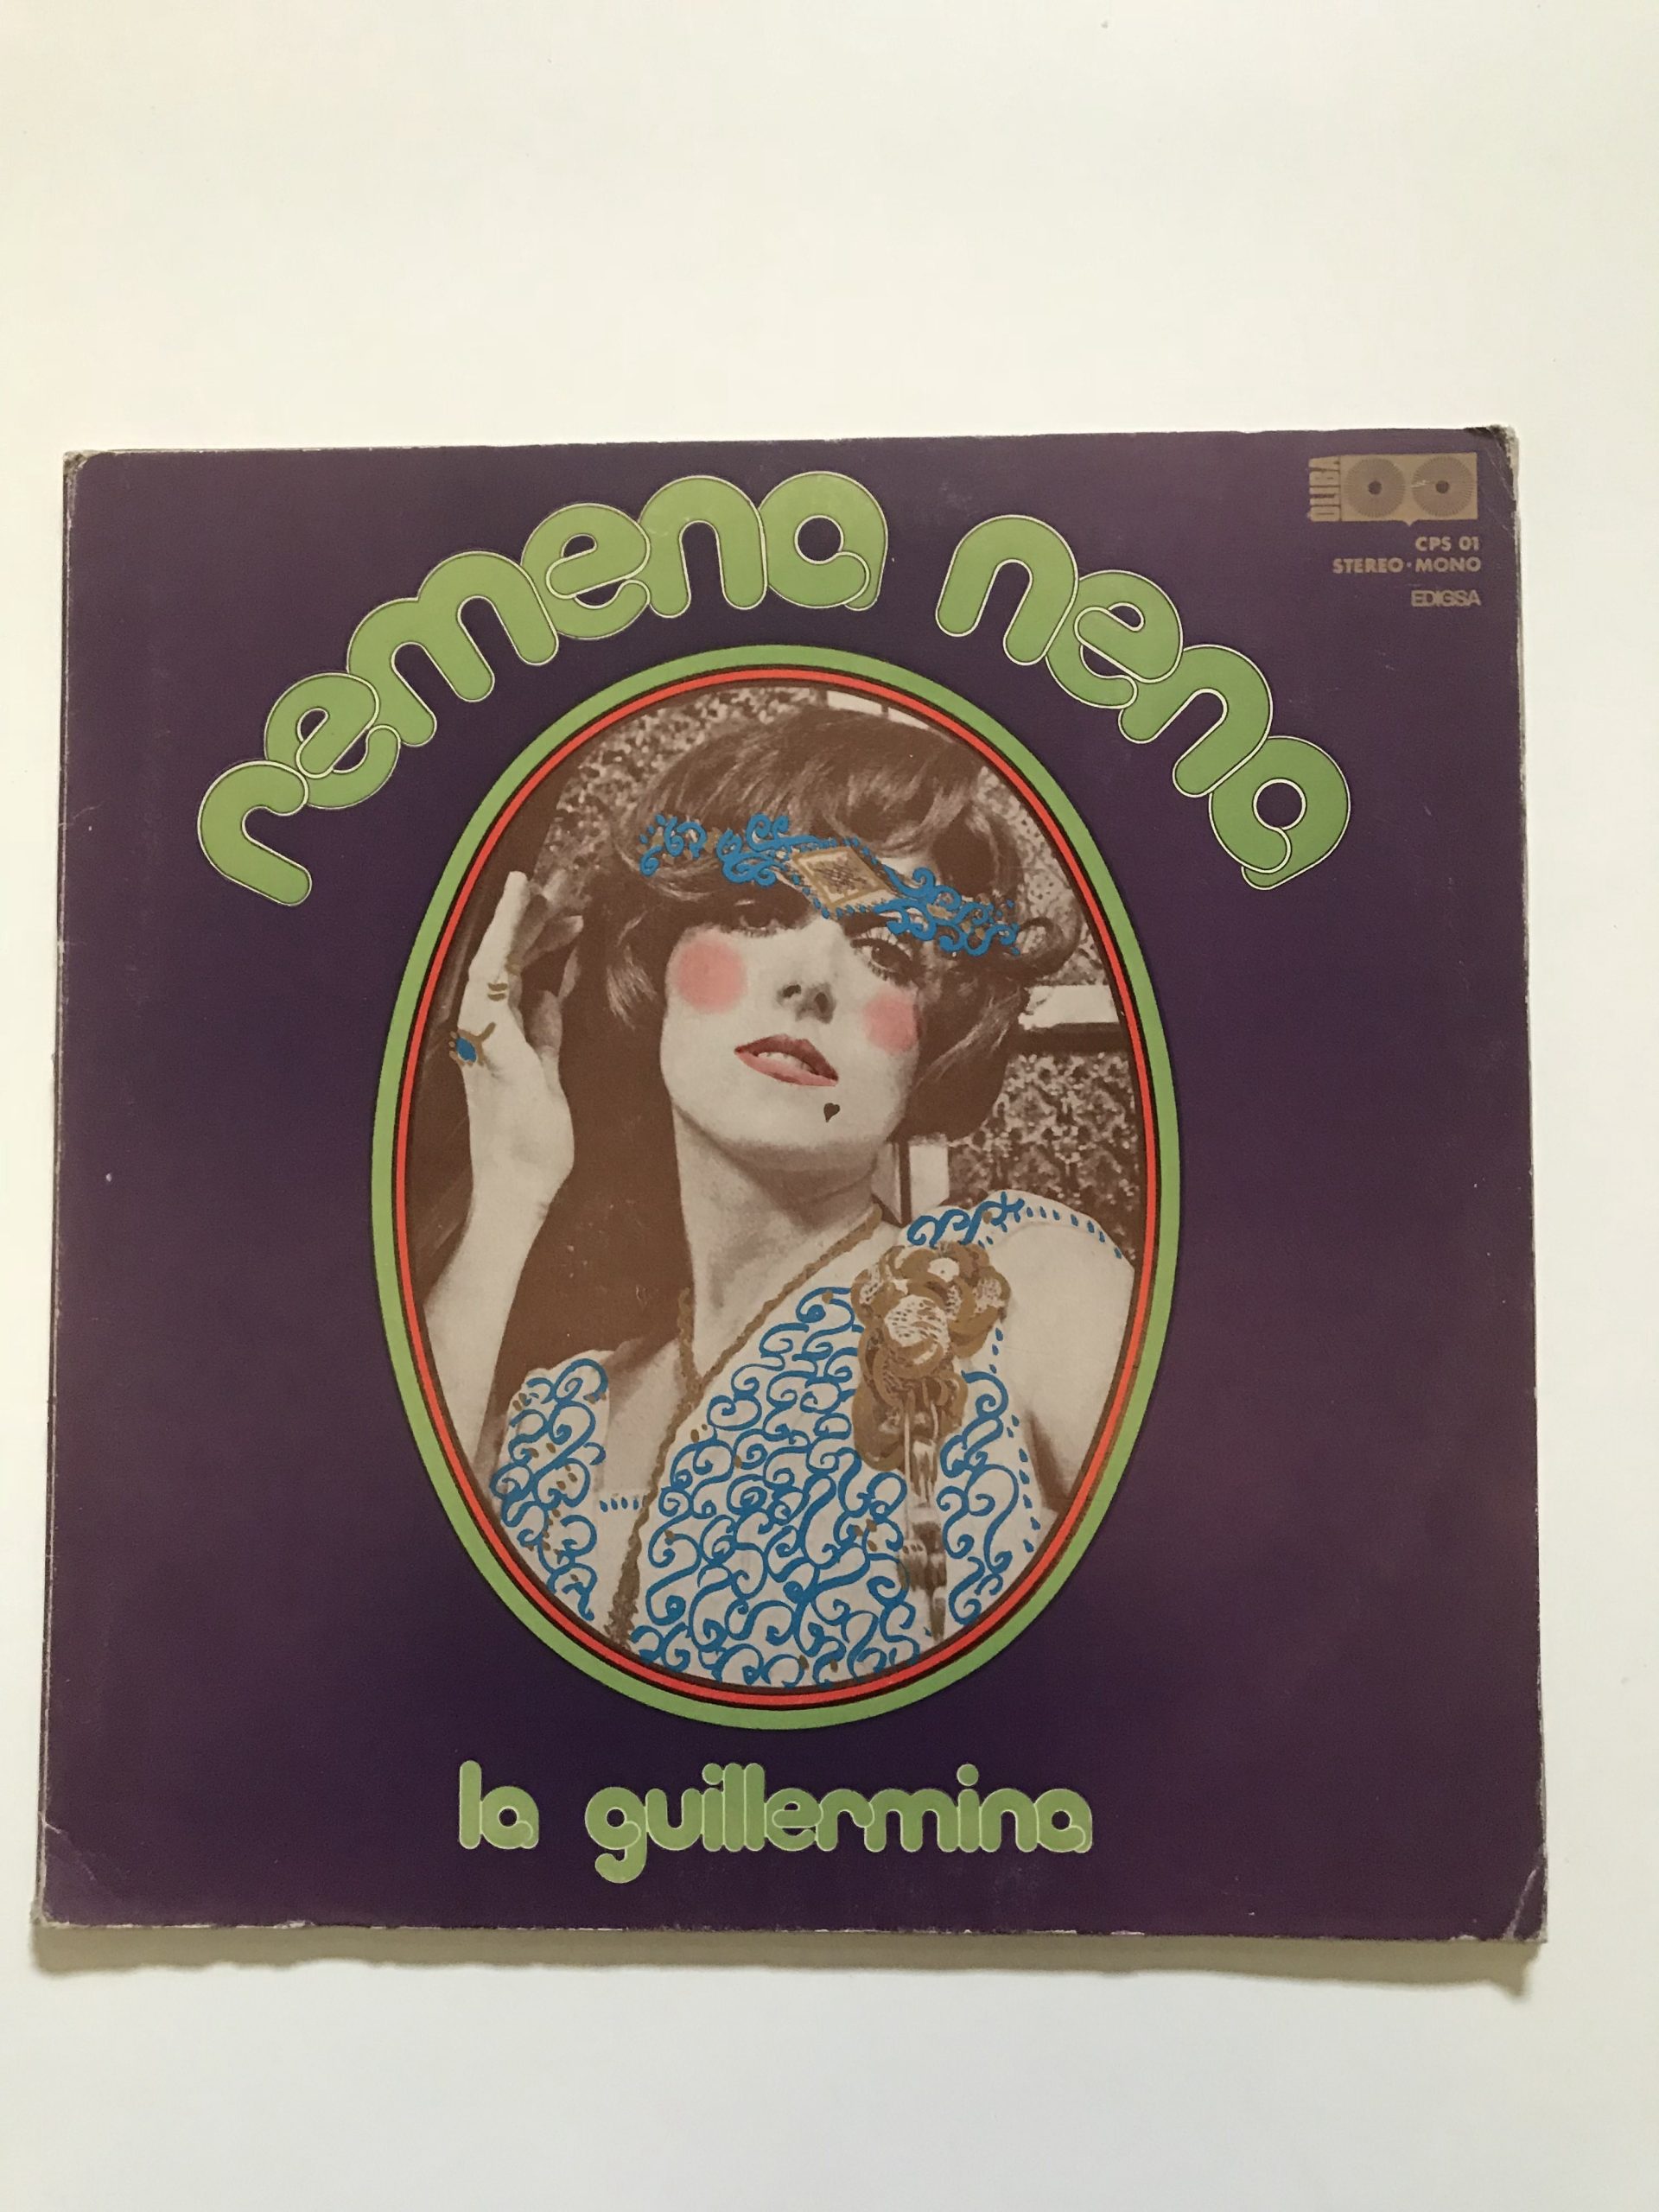 remena nena
OLIBA
CPS 01
STEREO·MONO
EDIGSA
la guillermina